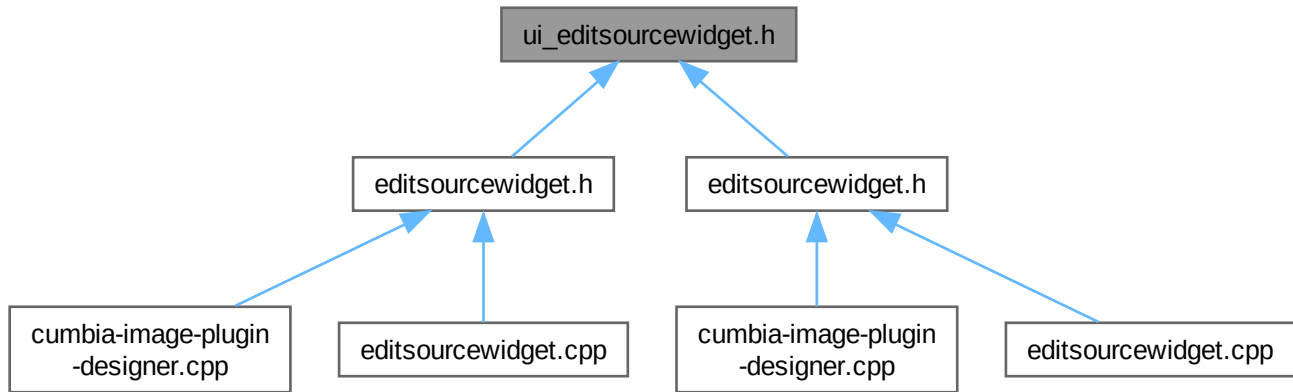 ui_editsourcewidget.h
editsourcewidget.h
editsourcewidget.h
cumbia-image-plugin
-designer.cpp
editsourcewidget.cpp
cumbia-image-plugin
-designer.cpp
editsourcewidget.cpp